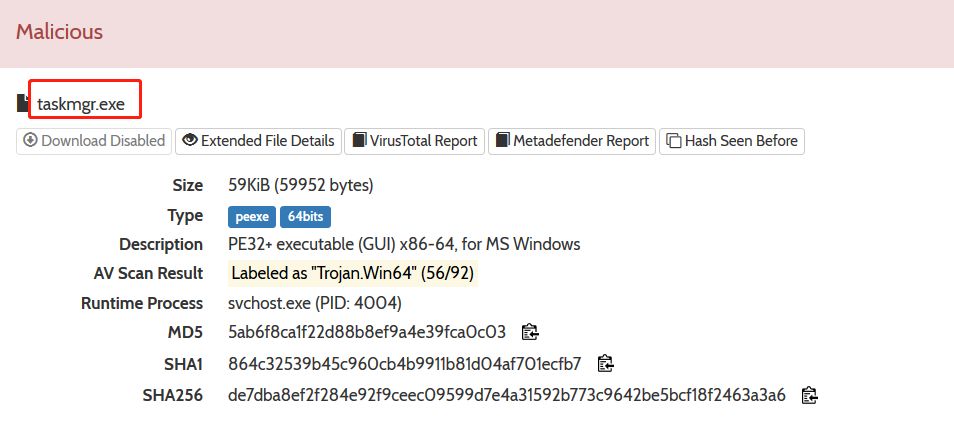 Malicious
taskmgr.exe
Download Disabled Extended File Details VirusTotal Report Metadefender Report Hash Seen Before
Size 59KiB (59952 bytes)
Type peexe 64bits
Description PE32+ executable (GUI) x86-64, for MS Windows
AV Scan Result Labeled as "Trojan.Win64" (56/92)
Runtime Process svchost.exe (PID: 4004)
MD5 5ab6f8ca1f22d88b8ef9a4e39fca0c03
SHA1 864c32539b45c960cb4b9911b81d04af701ecfb7
SHA256 de7dba8ef2f284e92f9ceec09599d7e4a31592b773c9642be5bcf18f2463a3a6